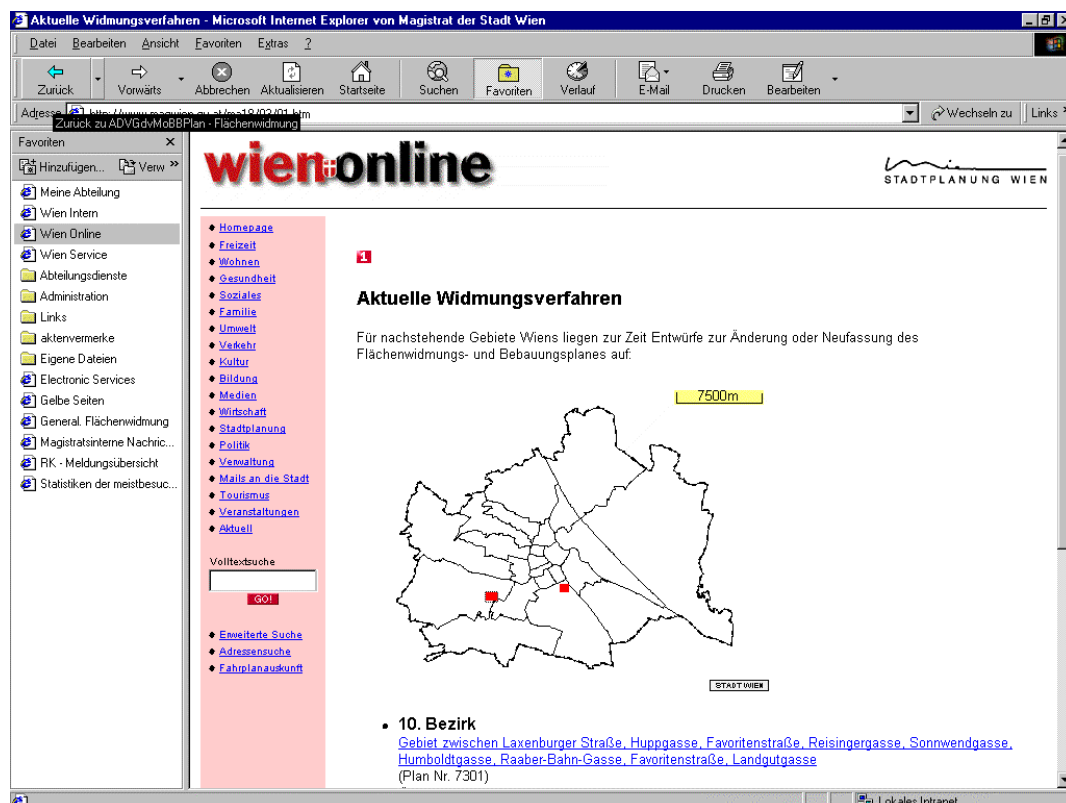 Aktuelle Widmungsverfahren - Microsoft Internet Explorer von Magistrat der Stadt Wien
Datei Bearbeiten Ansicht Favoriten Extras ?
Zurück Vorwärts Abbrechen Aktualisieren Startseite Suchen Favoriten Verlauf E-Mail Drucken Bearbeiten
Adresse Wechseln zu Links
Zurück zu ADVGdvMoBBPlan - Flächenwidmung
Favoriten
Hinzufügen... Verw
Meine Abteilung
Wien Intern
Wien Online
Wien Service
Abteilungsdienste
Administration
Links
aktenvermerke
Eigene Dateien
Electronic Services
Gelbe Seiten
General. Flächenwidmung
Magistratsinterne Nachric...
RK - Meldungsübersicht
Statistiken der meistbesuc...
wien online
STADTPLANUNG WIEN
Homepage
Freizeit
Wohnen
Gesundheit
Soziales
Familie
Umwelt
Verkehr
Kultur
Bildung
Medien
Wirtschaft
Stadtplanung
Politik
Verwaltung
Mails an die Stadt
Tourismus
Veranstaltungen
Aktuell
Volltextsuche
GO!
Erweiterte Suche
Adressensuche
Fahrplanauskunft
1
Aktuelle Widmungsverfahren
Für nachstehende Gebiete Wiens liegen zur Zeit Entwürfe zur Änderung oder Neufassung des
Flächenwidmungs- und Bebauungsplanes auf:
7500m
STADT WIEN
10. Bezirk
Gebiet zwischen Laxenburger Straße, Huppgasse, Favoritenstraße, Reisingergasse, Sonnwendgasse,
Humboldtgasse, Raaber-Bahn-Gasse, Favoritenstraße, Landgutgasse
(Plan Nr. 7301)
Lokales Intranet